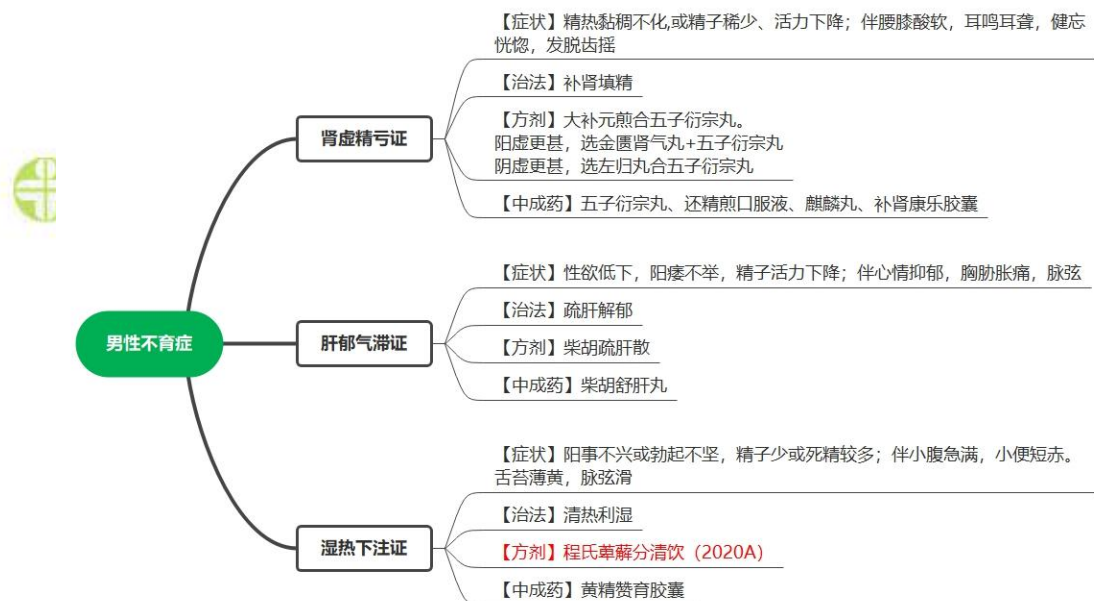 【症状】精热黏稠不化,或精子稀少、活力下降；伴腰膝酸软，耳鸣耳聋，健忘
恍惚，发脱齿摇
【治法】补肾填精
肾虚精亏证
【方剂】大补元煎合五子衍宗丸。
阳虚更甚，选金匮肾气丸+五子衍宗丸
阴虚更甚，选左归丸合五子衍宗丸
【中成药】五子衍宗丸、还精煎口服液、麒麟丸、补肾康乐胶囊
【症状】性欲低下，阳痿不举，精子活力下降；伴心情抑郁，胸胁胀痛，脉弦
【治法】疏肝解郁
男性不育症
肝郁气滞证
【方剂】柴胡疏肝散
【中成药】柴胡舒肝丸
【症状】阳事不兴或勃起不坚，精子少或死精较多；伴小腹急满，小便短赤。
舌苔薄黄，脉弦滑
【治法】清热利湿
湿热下注证
【方剂】程氏萆薢分清饮（2020A）
【中成药】黄精赞育胶囊